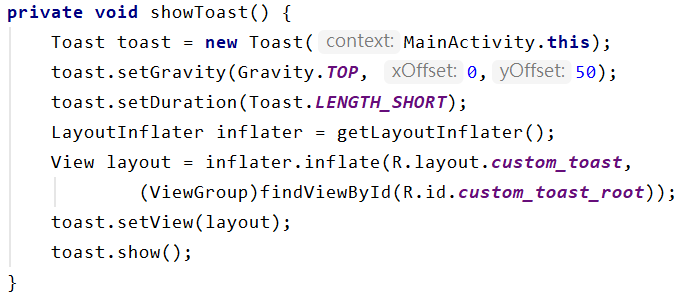 private void showToast() {
    Toast toast = new Toast( context: MainActivity.this);
    toast.setGravity(Gravity.TOP,  xOffset: 0, yOffset: 50);
    toast.setDuration(Toast.LENGTH_SHORT);
    LayoutInflater inflater = getLayoutInflater();
    View layout = inflater.inflate(R.layout.custom_toast,
            (ViewGroup)findViewById(R.id.custom_toast_root));
    toast.setView(layout);
    toast.show();
}